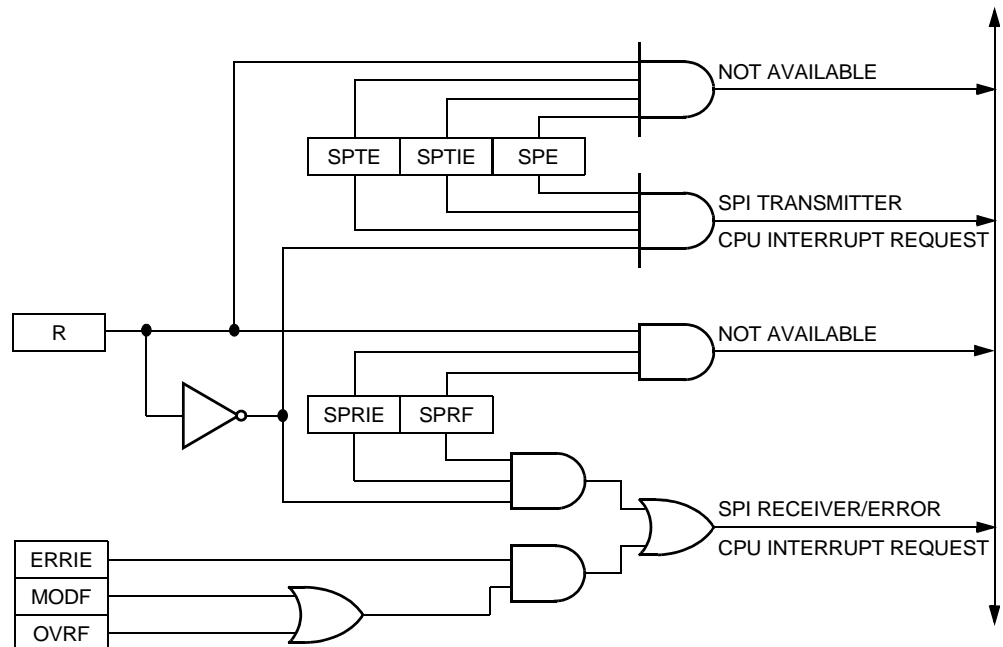 NOT AVAILABLE
SPTE SPTIE SPE
SPI TRANSMITTER
CPU INTERRUPT REQUEST
R
NOT AVAILABLE
SPRIE SPRF
SPI RECEIVER/ERROR
CPU INTERRUPT REQUEST
ERRIE
MODF
OVRF